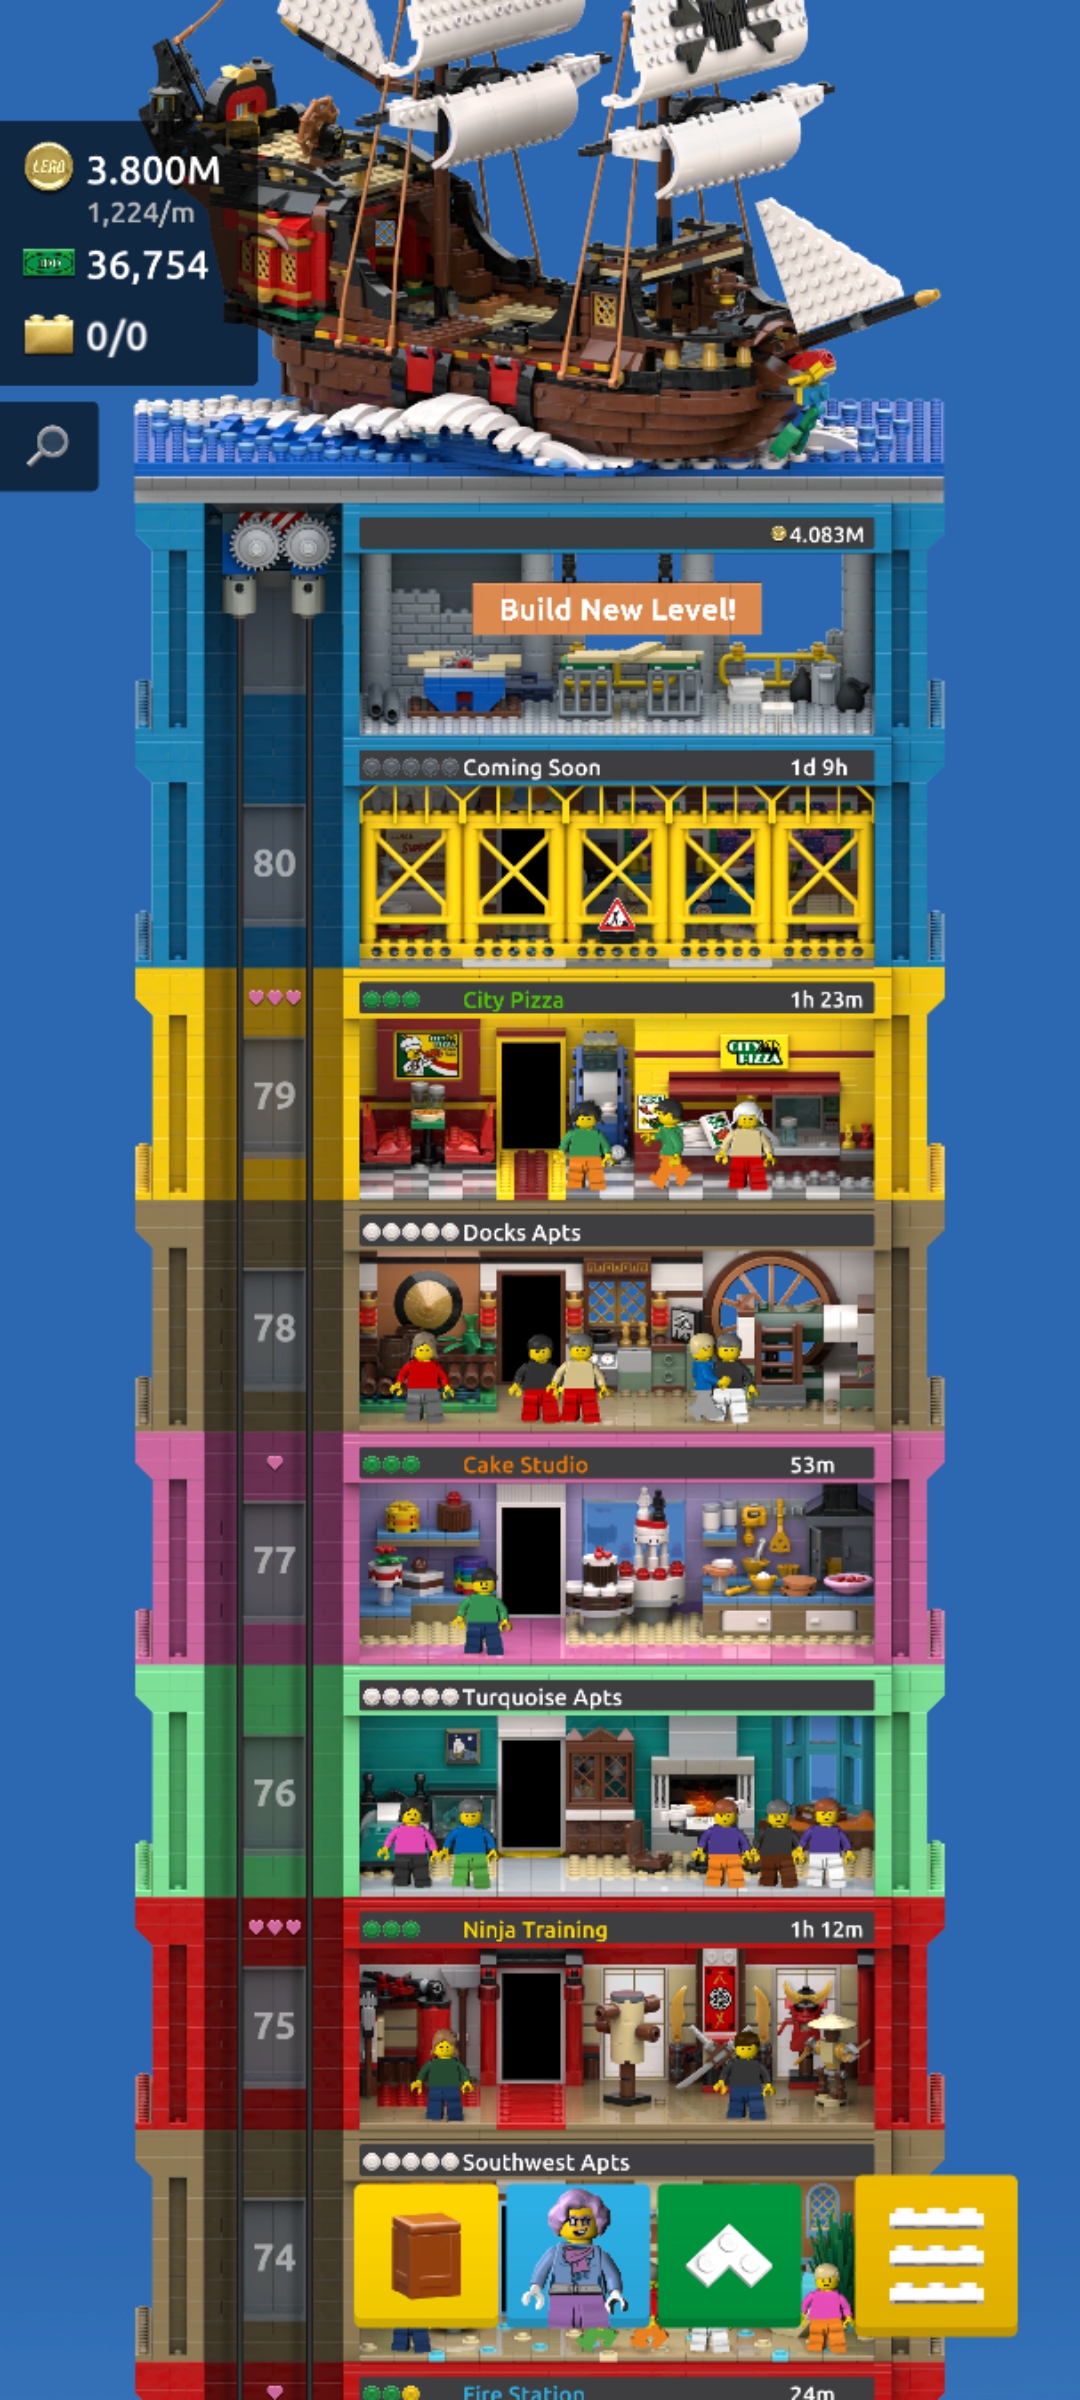 LEGO
3.800M
1,224/m
36,754
0/0
4.083M
Build New Level!
Coming Soon
1d 9h
80
City Pizza
1h 23m
CITY
PIZZA
79
Docks Apts
78
Cake Studio
53m
77
Turquoise Apts
76
Ninja Training
1h 12m
75
Southwest Apts
74
Fire Station
24m